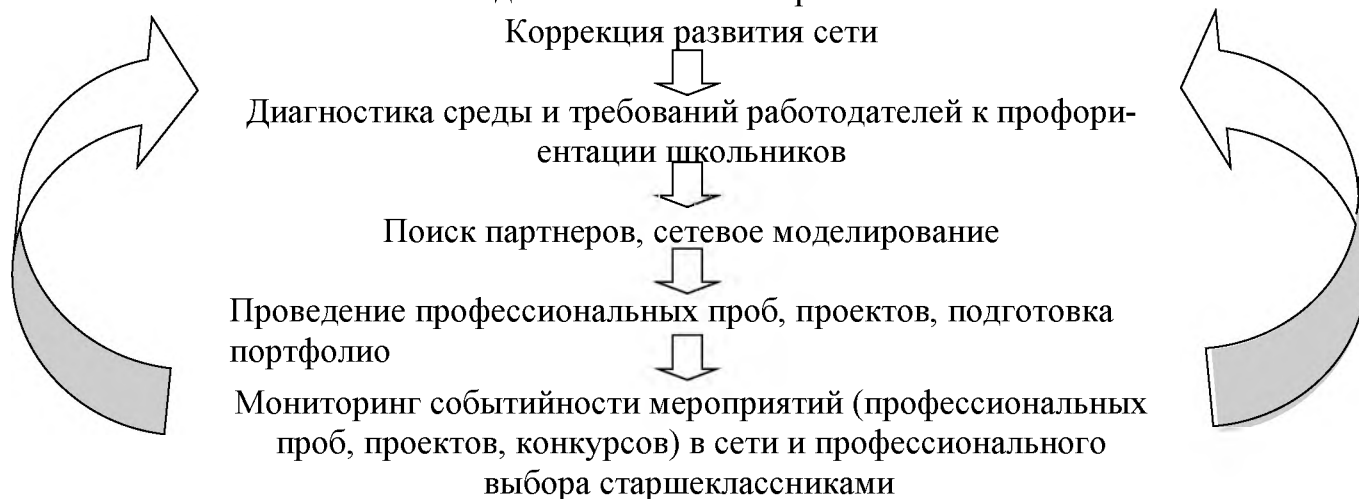 Коррекция развития сети
Диагностика среды и требований работодателей к профори-
ентации школьников
Поиск партнеров, сетевое моделирование
Проведение профессиональных проб, проектов, подготовка
портфолио
Мониторинг событийности мероприятий (профессиональных
проб, проектов, конкурсов) в сети и профессионального
выбора старшеклассниками